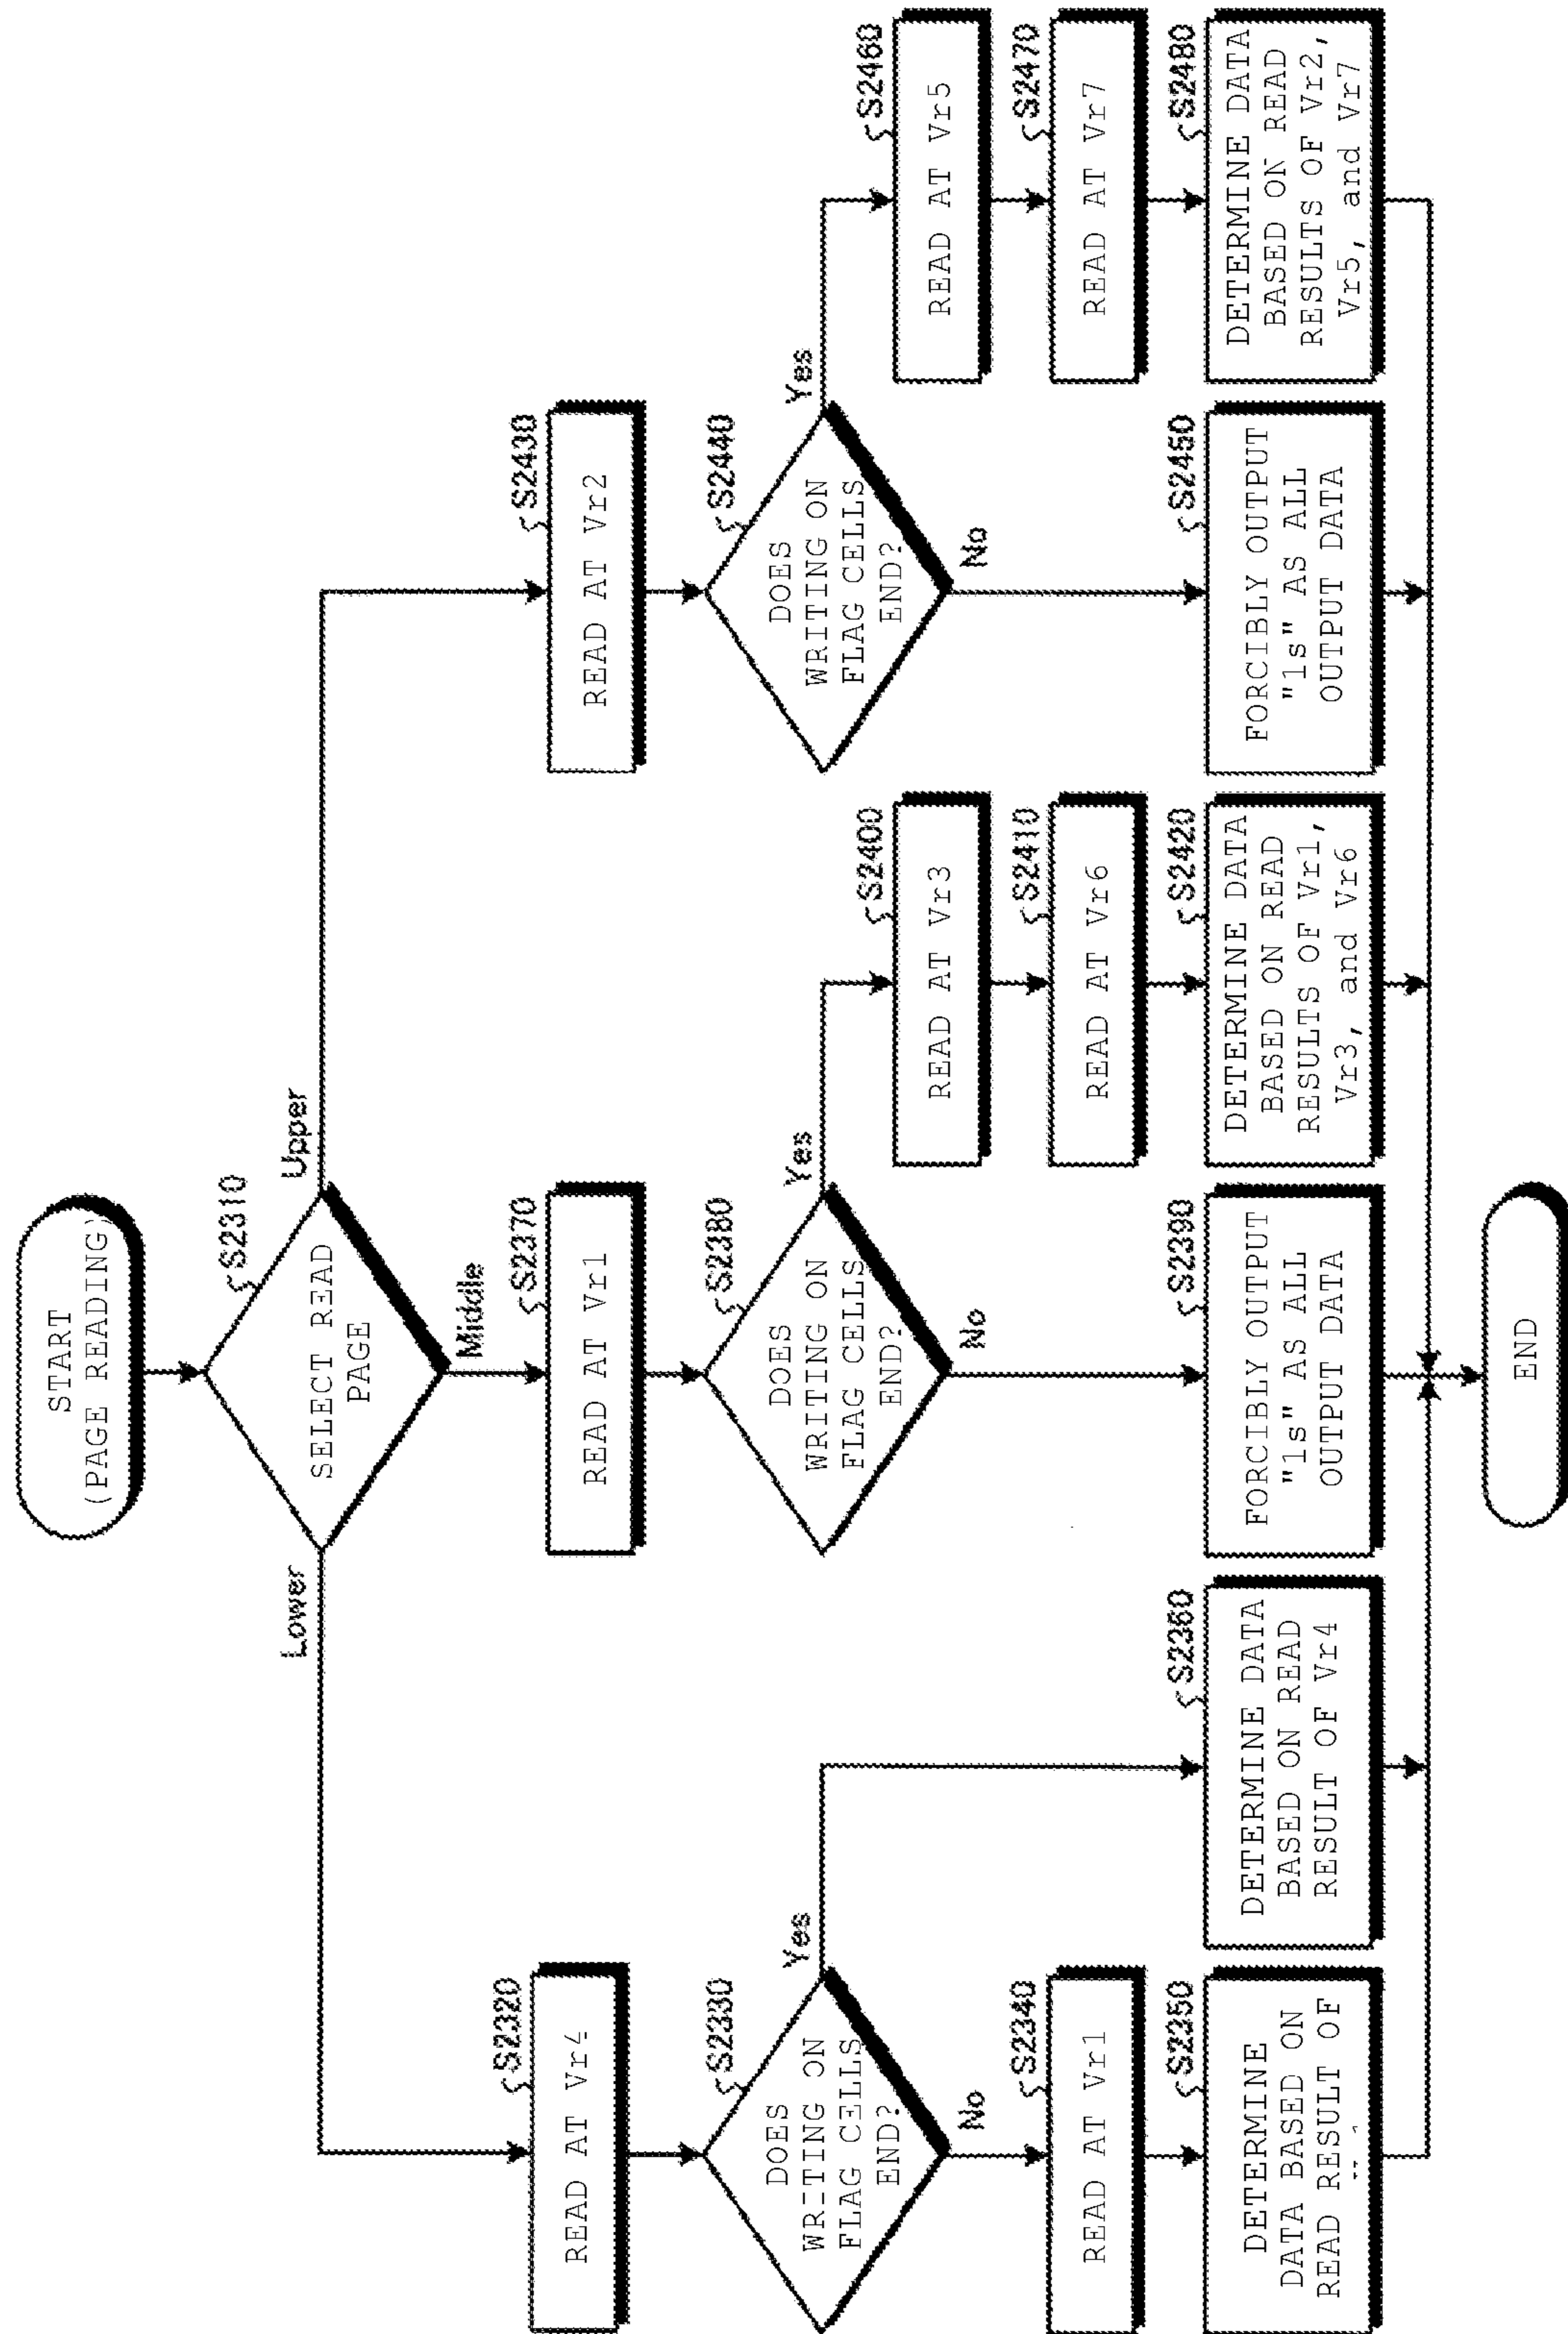 START
(PAGE READING)
S2310
SELECT READ
PAGE
Lower
Middle
Upper
S2320
READ AT Vr4
S2330
DOES
WRITING ON
FLAG CELLS
END?
Yes
No
S2340
READ AT Vr1
S2350
DETERMINE
DATA BASED ON
READ RESULT OF
S2360
DETERMINE DATA
BASED ON READ
RESULT OF Vr4
S2370
READ AT Vr1
S2380
DOES
WRITING ON
FLAG CELLS
END?
Yes
No
S2390
FORCIBLY OUTPUT
"1s" AS ALL
OUTPUT DATA
S2400
READ AT Vr3
S2410
READ AT Vr6
S2420
DETERMINE DATA
BASED ON READ
RESULTS OF Vr1,
Vr3, and Vr6
S2430
READ AT Vr2
S2440
DOES
WRITING ON
FLAG CELLS
END?
Yes
No
S2450
FORCIBLY OUTPUT
"1s" AS ALL
OUTPUT DATA
S2460
READ AT Vr5
S2470
READ AT Vr7
S2480
DETERMINE DATA
BASED ON READ
RESULTS OF Vr2,
Vr5, and Vr7
END